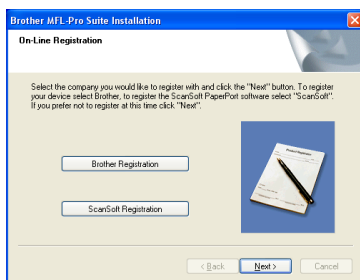 Brother MFL-Pro Suite Installation
On-Line Registration
Select the company you would like to register with and click the "Next" button. To register
your device select Brother, to register the ScanSoft PaperPort software select "ScanSoft".
If you prefer not to register at this time click "Next".
Brother Registration
ScanSoft Registration
< Back
Next >
Cancel